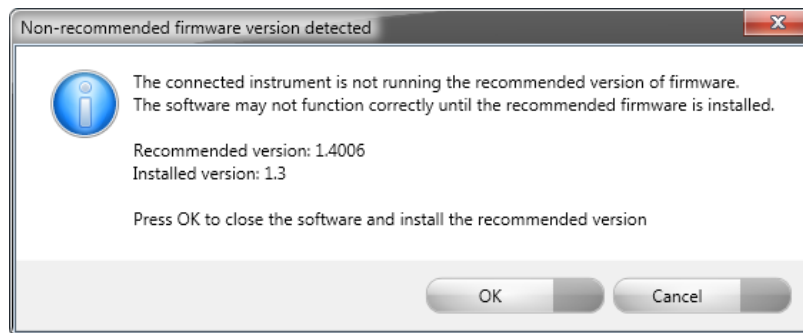 Non-recommended firmware version detected
The connected instrument is not running the recommended version of firmware.
The software may not function correctly until the recommended firmware is installed.
Recommended version: 1.4006
Installed version: 1.3
Press OK to close the software and install the recommended version
OK
Cancel